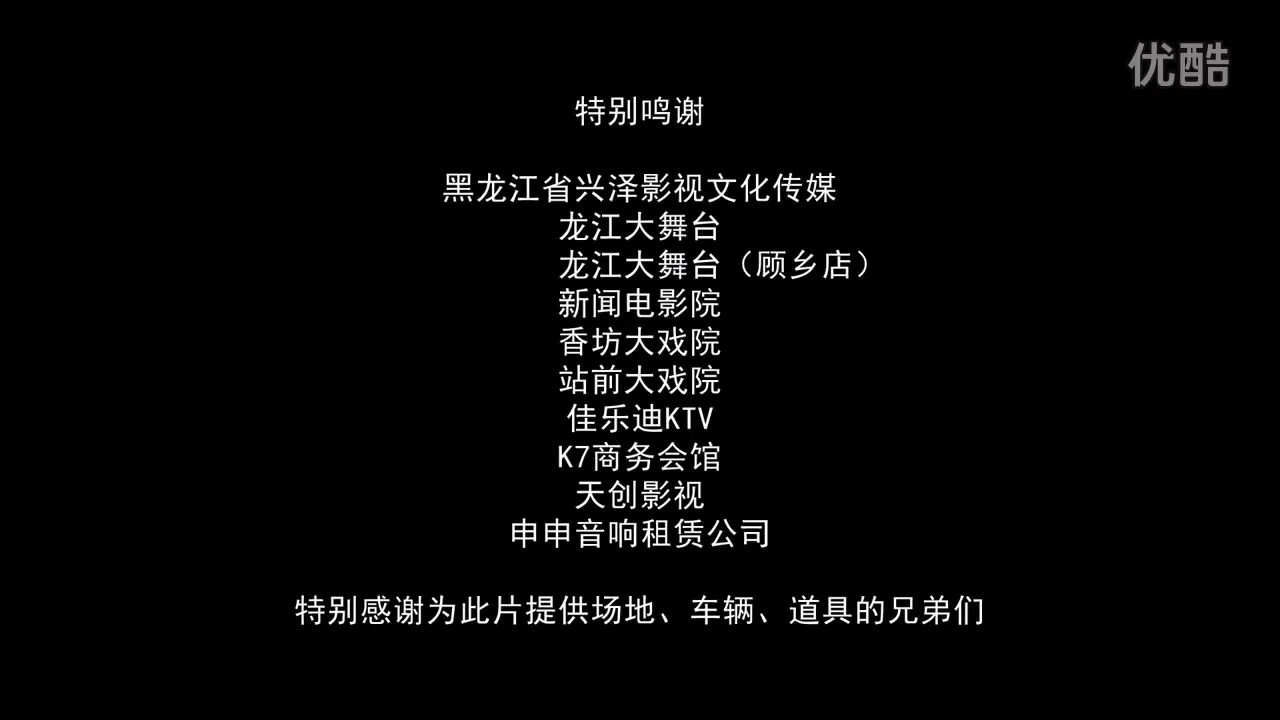 优酷
特别鸣谢
黑龙江省兴泽影视文化传媒
龙江大舞台
龙江大舞台（顾乡店）
新闻电影院
香坊大戏院
站前大戏院
佳乐迪KTV
K7商务会馆
天创影视
申申音响租赁公司
特别感谢为此片提供场地、车辆、道具的兄弟们